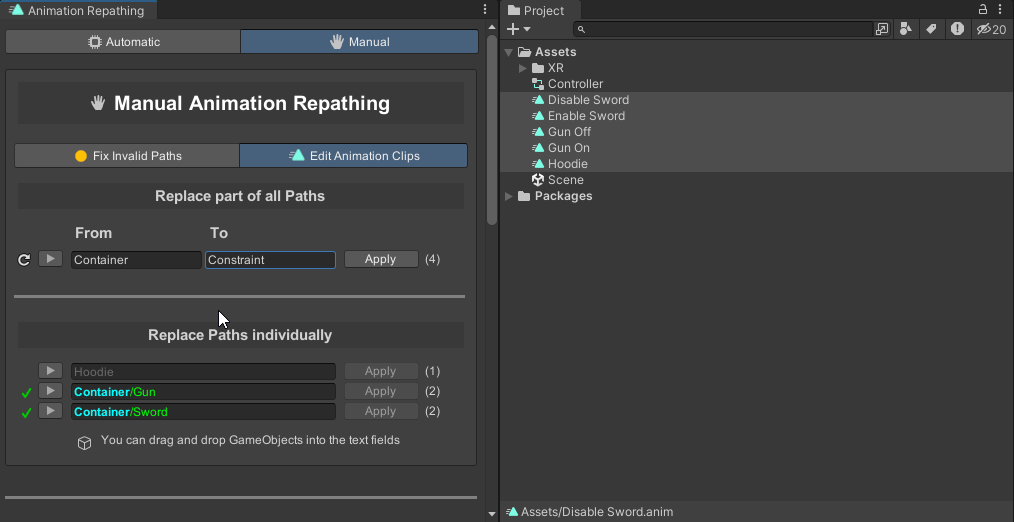 Animation Repathing
Automatic
Manual
Manual Animation Repathing
Fix Invalid Paths
Edit Animation Clips
Replace part of all Paths
From To
Container Constraint Apply (4)
Replace Paths individually
Hoodie Apply (1)
Container/Gun Apply (2)
Container/Sword Apply (2)
You can drag and drop GameObjects into the text fields
Project
20
Assets
XR
Controller
Disable Sword
Enable Sword
Gun Off
Gun On
Hoodie
Scene
Packages
Assets/Disable Sword.anim